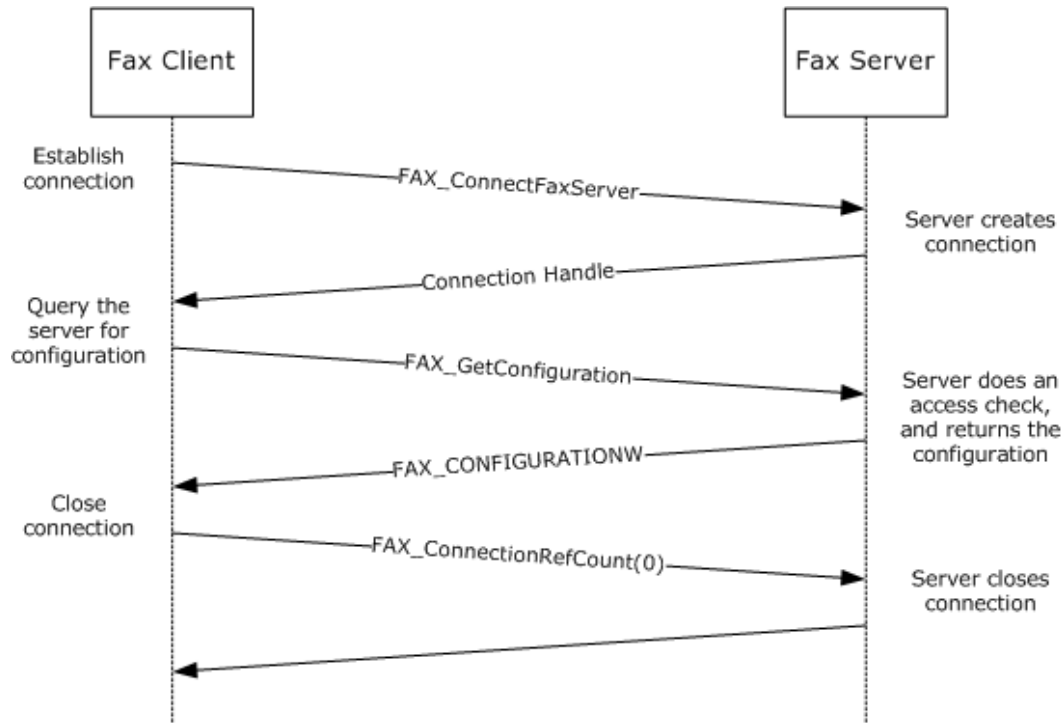 Fax Client
Fax Server
Establish
connection
FAX_ConnectFaxServer
Server creates
connection
Connection Handle
Query the
server for
configuration
FAX_GetConfiguration
Server does an
access check,
and returns the
configuration
FAX_CONFIGURATIONW
Close
connection
FAX_ConnectionRefCount(0)
Server closes
connection